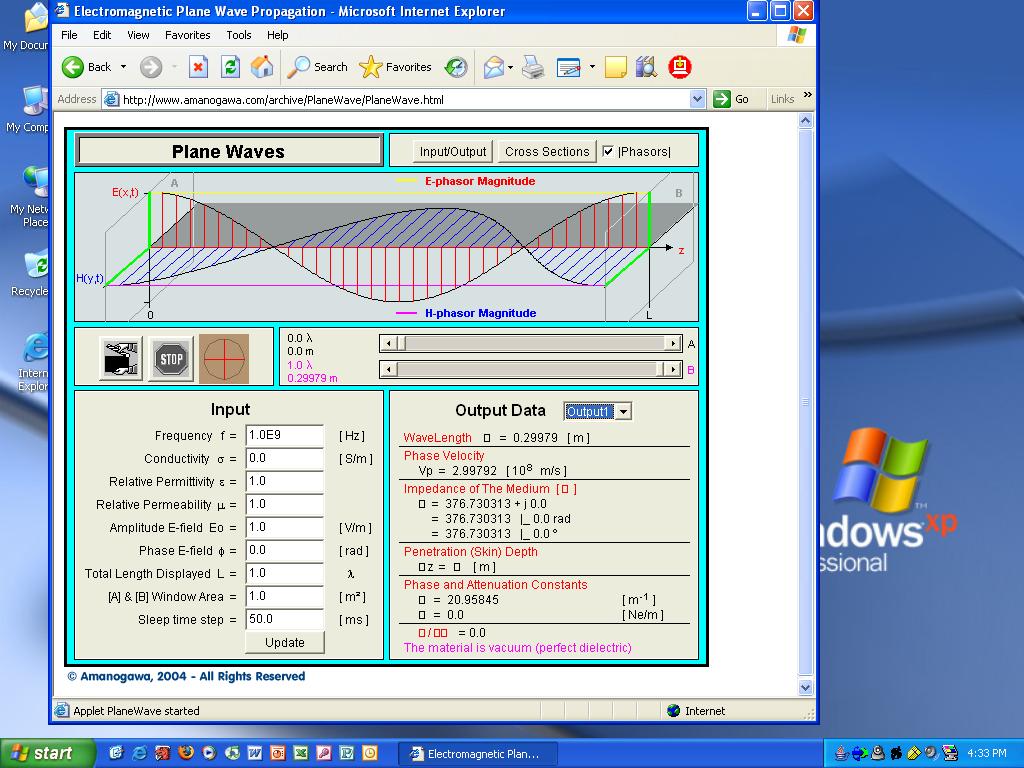 Electromagnetic Plane Wave Propagation - Microsoft Internet Explorer
File Edit View Favorites Tools Help
Back Search Favorites
Address http://www.amanogawa.com/archive/PlaneWave/PlaneWave.html Go Links »
My Docum
My Comp
My Netw
Place
Recycle
Intern
Explor
Plane Waves
Input/Output Cross Sections |Phasors|
A E-phasor Magnitude B
E(x,t)
z
H(y,t)
0 H-phasor Magnitude L
0.0 λ
0.0 m
1.0 λ
0.29979 m
A
B
STOP
Input
Frequency f = 1.0E9 [Hz]
Conductivity σ = 0.0 [S/m]
Relative Permittivity ε = 1.0
Relative Permeability μ = 1.0
Amplitude E-field Eo = 1.0 [V/m]
Phase E-field ϕ = 0.0 [rad]
Total Length Displayed L = 1.0 λ
[A] & [B] Window Area = 1.0 [m²]
Sleep time step = 50.0 [ms]
Update
Output Data Output1
WaveLength □ = 0.29979 [m]
Phase Velocity
Vp = 2.99792 [10⁸ m/s]
Impedance of The Medium [□]
□ = 376.730313 + j 0.0
= 376.730313 |_ 0.0 rad
= 376.730313 |_ 0.0 °
Penetration (Skin) Depth
□z = □ [m]
Phase and Attenuation Constants
□ = 20.95845 [m⁻¹]
□ = 0.0 [Ne/m]
□/□□ = 0.0
The material is vacuum (perfect dielectric)
© Amanogawa, 2004 - All Rights Reserved
Applet PlaneWave started Internet
ndows xp
TM
ssional
start Electromagnetic Plan... 4:33 PM